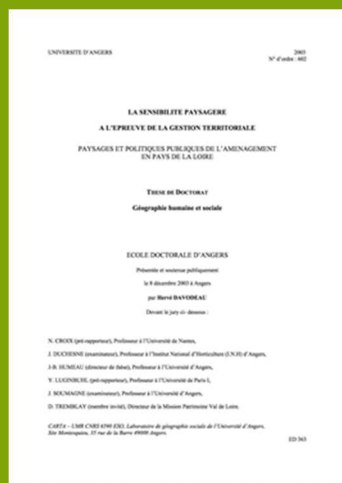 UNIVERSITE D'ANGERS
2003
N° d'ordre : 602
LA SENSIBILITE PAYSAGERE
A L'EPREUVE DE LA GESTION TERRITORIALE
PAYSAGES ET POLITIQUES PUBLIQUES DE L'AMENAGEMENT
EN PAYS DE LA LOIRE
THESE DE DOCTORAT
Géographie humaine et sociale
ECOLE DOCTORALE D'ANGERS
Présentée et soutenue publiquement
le 8 décembre 2003 à Angers
par Hervé DAVODEAU
Devant le jury ci- dessous :
N. CROIX (pré-rapporteur), Professeur à l'Université de Nantes,
J. DUCHESNE (examinateur), Professeur à l'Institut National d'Horticulture (I.N.H) d'Angers,
J-B. HUMEAU (directeur de thèse), Professeur à l'Université d'Angers,
Y. LUGINBUHL (pré-rapporteur), Professeur à l'Université de Paris I,
J. SOUMAGNE (examinateur), Professeur à l'Université d'Angers,
D. TREMBLAY (membre invité), Directeur de la Mission Patrimoine Val de Loire.
CARTA – UMR CNRS 6590 ESO, Laboratoire de géographie sociale de l'Université d'Angers.
Site Montesquieu, 35 rue de la Barre 49000 Angers.
ED 363